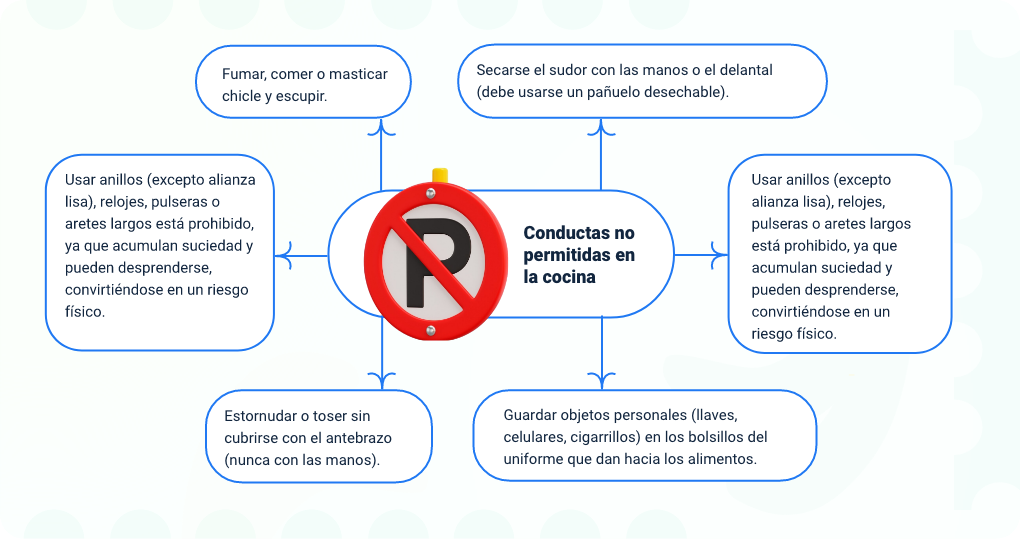 Fumar, comer o masticar
chicle y escupir.
Secarse el sudor con las manos o el delantal
(debe usarse un pañuelo desechable).
Usar anillos (excepto alianza
lisa), relojes, pulseras o
aretes largos está prohibido,
ya que acumulan suciedad y
pueden desprenderse,
convirtiéndose en un riesgo
físico.
P
Conductas no
permitidas en
la cocina
Usar anillos (excepto
alianza lisa), relojes,
pulseras o aretes largos
está prohibido, ya que
acumulan suciedad y
pueden desprenderse,
convirtiéndose en un
riesgo físico.
Estornudar o toser sin
cubrirse con el antebrazo
(nunca con las manos).
Guardar objetos personales (llaves,
celulares, cigarrillos) en los bolsillos del
uniforme que dan hacia los alimentos.